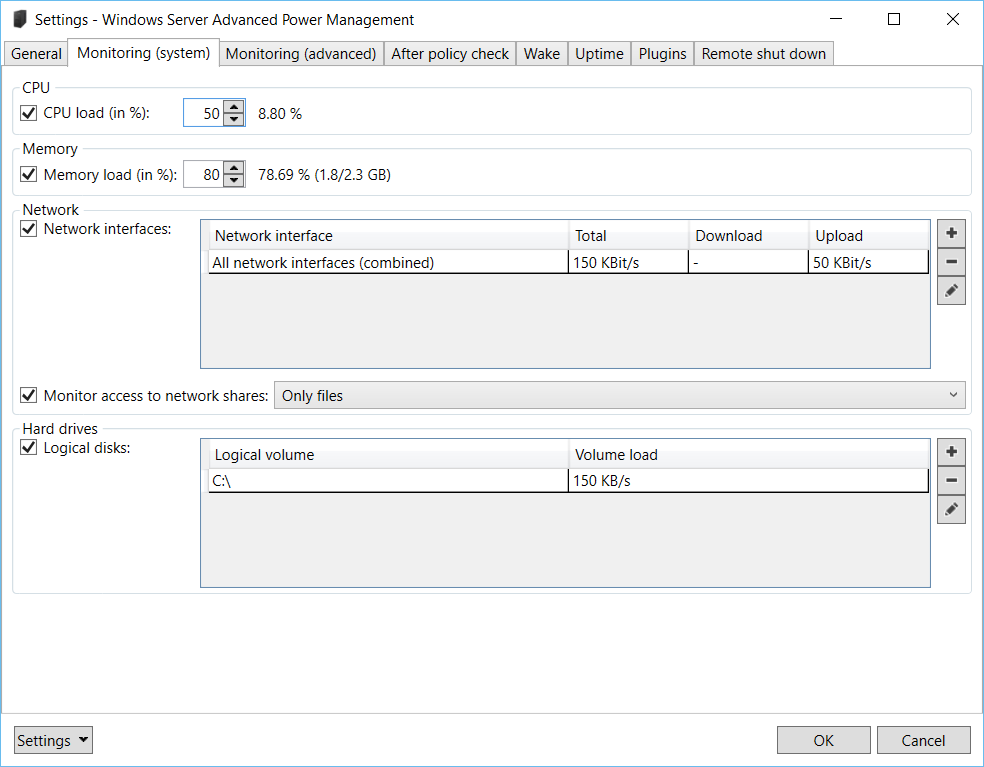 Settings - Windows Server Advanced Power Management
General Monitoring (system) Monitoring (advanced) After policy check Wake Uptime Plugins Remote shut down
CPU
CPU load (in %): 50 8.80 %
Memory
Memory load (in %): 80 78.69 % (1.8/2.3 GB)
Network
Network interfaces:
Network interface Total Download Upload
All network interfaces (combined) 150 KBit/s - 50 KBit/s
Monitor access to network shares: Only files
Hard drives
Logical disks:
Logical volume Volume load
C:\ 150 KB/s
Settings OK Cancel